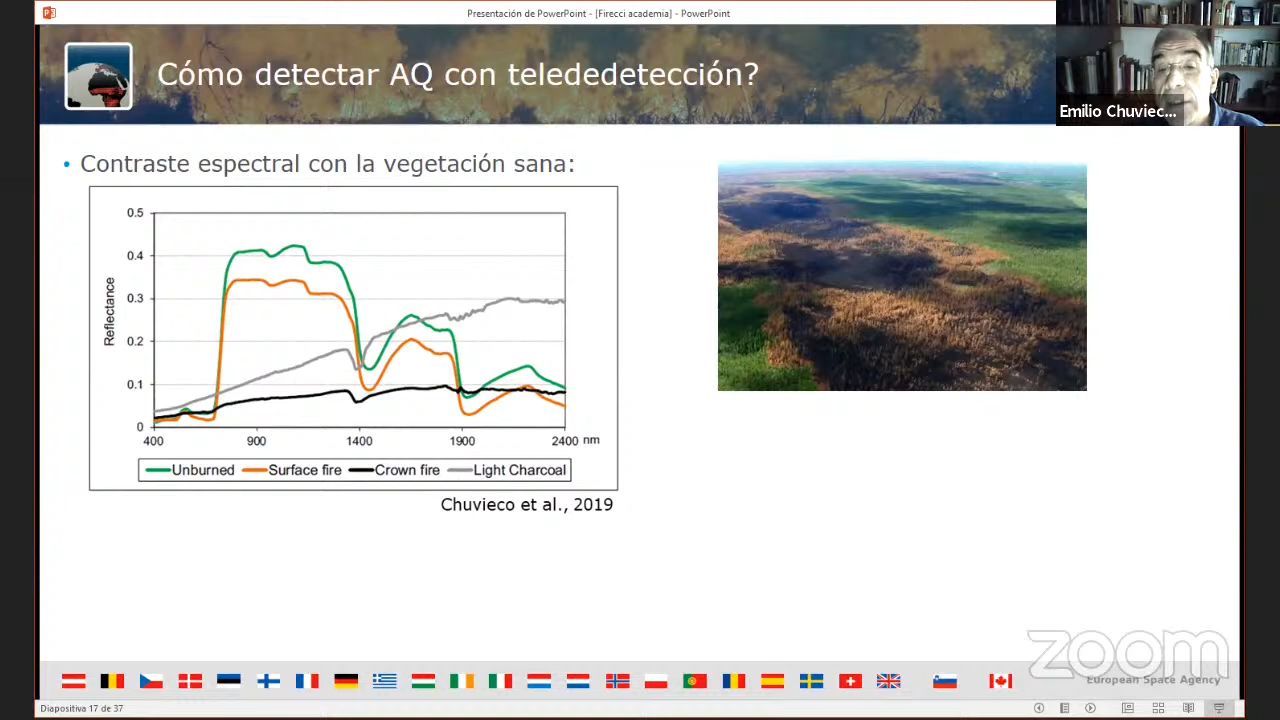 Presentación de PowerPoint - [Firecci academia] - PowerPoint
Cómo detectar AQ con telededetección?
Emilio Chuviec...
• Contraste espectral con la vegetación sana:
0.5
0.4
0.3
0.2
0.1
0
Reflectance
400 900 1400 1900 2400 nm
Unburned Surface fire Crown fire Light Charcoal
Chuvieco et al., 2019
zoom
European Space Agency
Diapositiva 17 de 37